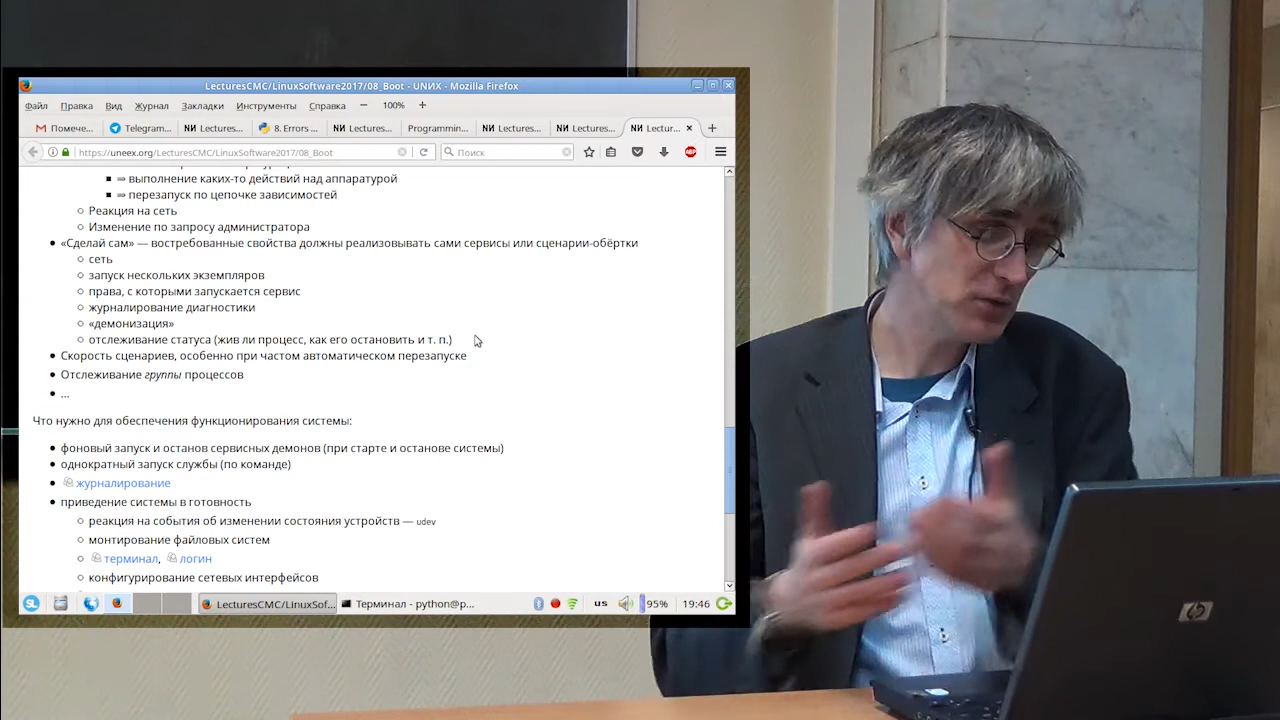 LecturesCMC/LinuxSoftware2017/08_Boot - UNИX - Mozilla Firefox
Файл Правка Вид Журнал Закладки Инструменты Справка − 100% +
Помече... Telegram... Lectures... 8. Errors ... Lectures... Programmin... Lectures... Lectures... Lectur...
https://uneex.org/LecturesCMC/LinuxSoftware2017/08_Boot Поиск ABP
⇒ выполнение каких-то действий над аппаратурой
⇒ перезапуск по цепочке зависимостей
Реакция на сеть
Изменение по запросу администратора
«Сделай сам» — востребованные свойства должны реализовывать сами сервисы или сценарии-обёртки
сеть
запуск нескольких экземпляров
права, с которыми запускается сервис
журналирование диагностики
«демонизация»
отслеживание статуса (жив ли процесс, как его остановить и т. п.)
Скорость сценариев, особенно при частом автоматическом перезапуске
Отслеживание группы процессов
...
Что нужно для обеспечения функционирования системы:
фоновый запуск и останов сервисных демонов (при старте и останове системы)
однократный запуск службы (по команде)
журналирование
приведение системы в готовность
реакция на события об изменении состояния устройств — udev
монтирование файловых систем
терминал, логин
конфигурирование сетевых интерфейсов
LecturesCMC/LinuxSof... Терминал - python@p... us 95% 19:46
hp